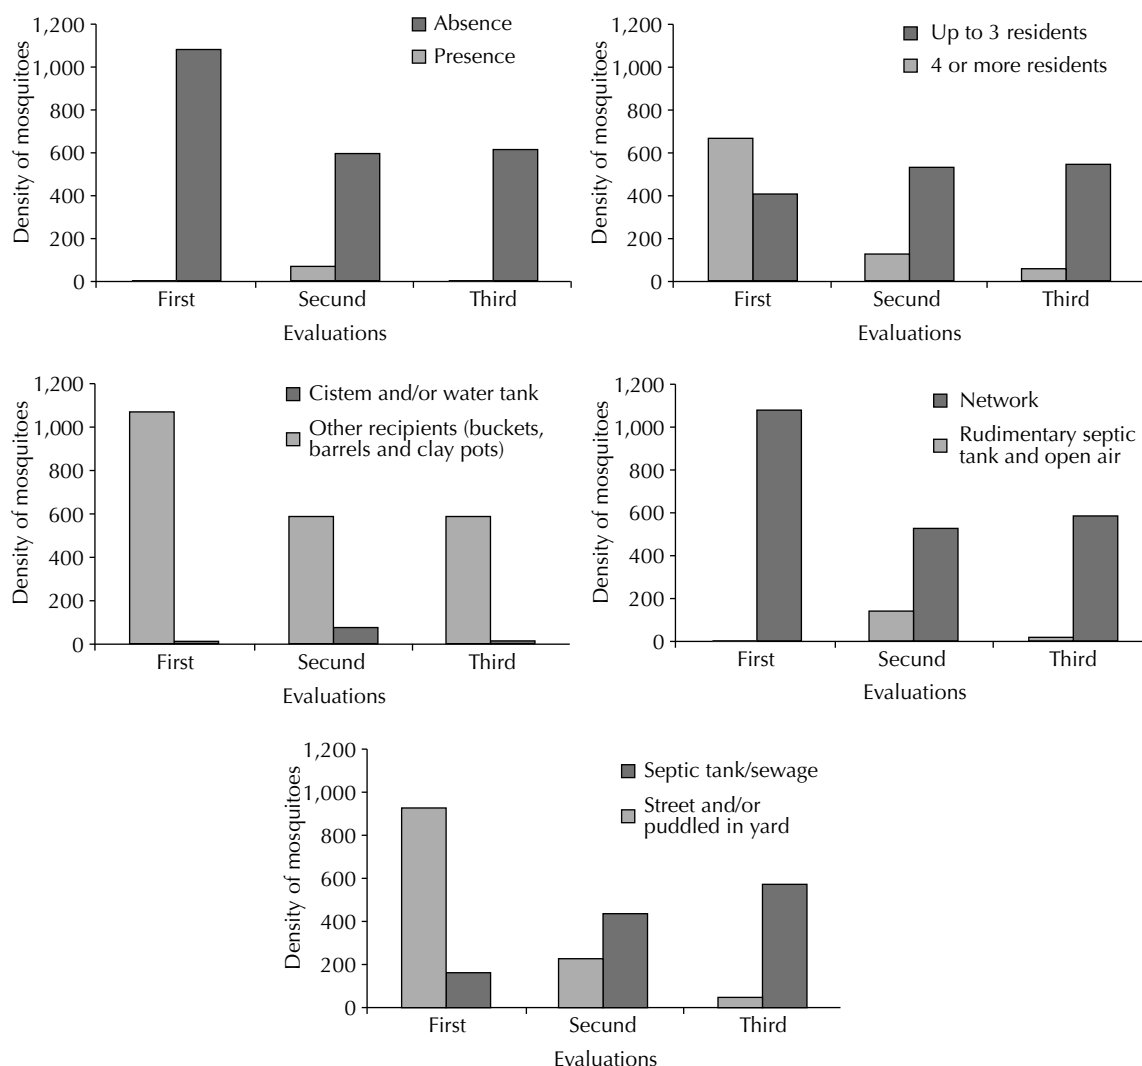 Density of mosquitoes
1,200
1,000
800
600
400
200
0
Absence
Presence
First
Secund
Third
Evaluations
Density of mosquitoes
1,200
1,000
800
600
400
200
0
Up to 3 residents
4 or more residents
First
Second
Third
Evaluations
Density of mosquitoes
1,200
1,000
800
600
400
200
0
Cistem and/or water tank
Other recipients (buckets,
barrels and clay pots)
First
Secund
Third
Evaluations
Density of mosquitoes
1,200
1,000
800
600
400
200
0
Network
Rudimentary septic
tank and open air
First
Second
Third
Evaluations
Density of mosquitoes
1,200
1,000
800
600
400
200
0
Septic tank/sewage
Street and/or
puddled in yard
First
Second
Third
Evaluations